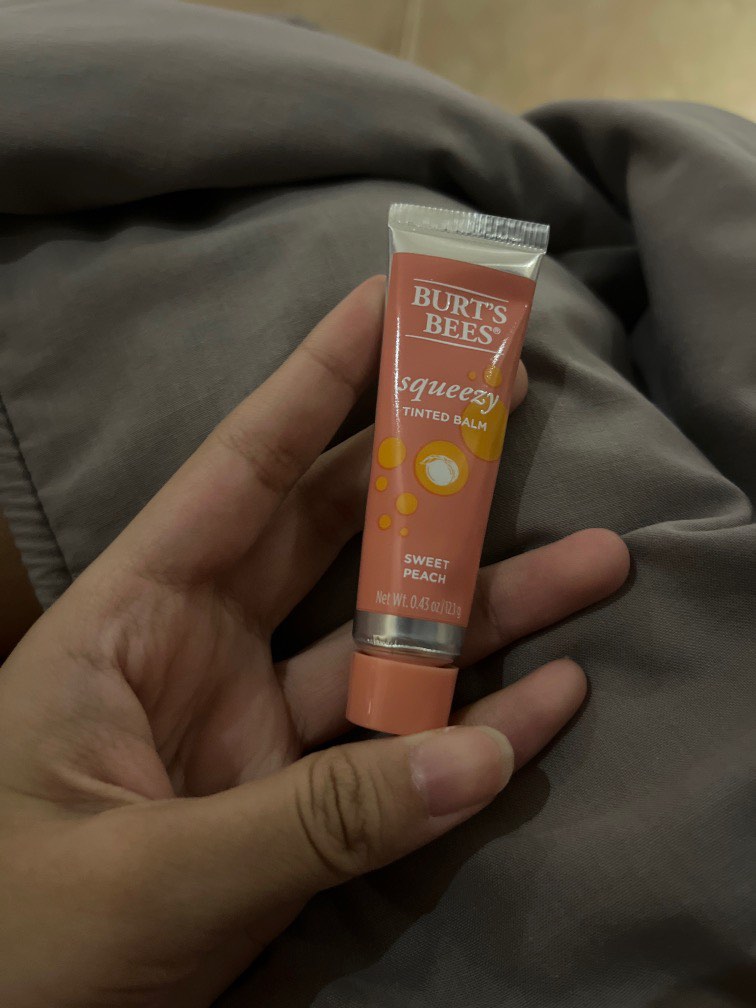 BURT'S
BEES®
squeezy
TINTED BALM
SWEET
PEACH
Net Wt. 0.43 oz/12.1 g